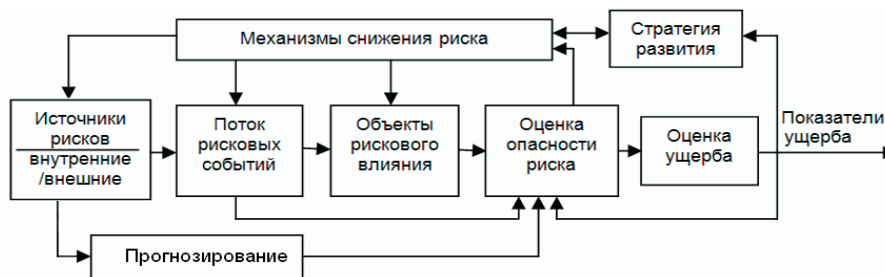 Механизмы снижения риска
Стратегия
развития
Источники
рисков
внутренние
/внешние
Поток
рисковых
событий
Объекты
рискового
влияния
Оценка
опасности
риска
Оценка
ущерба
Показатели
ущерба
Прогнозирование